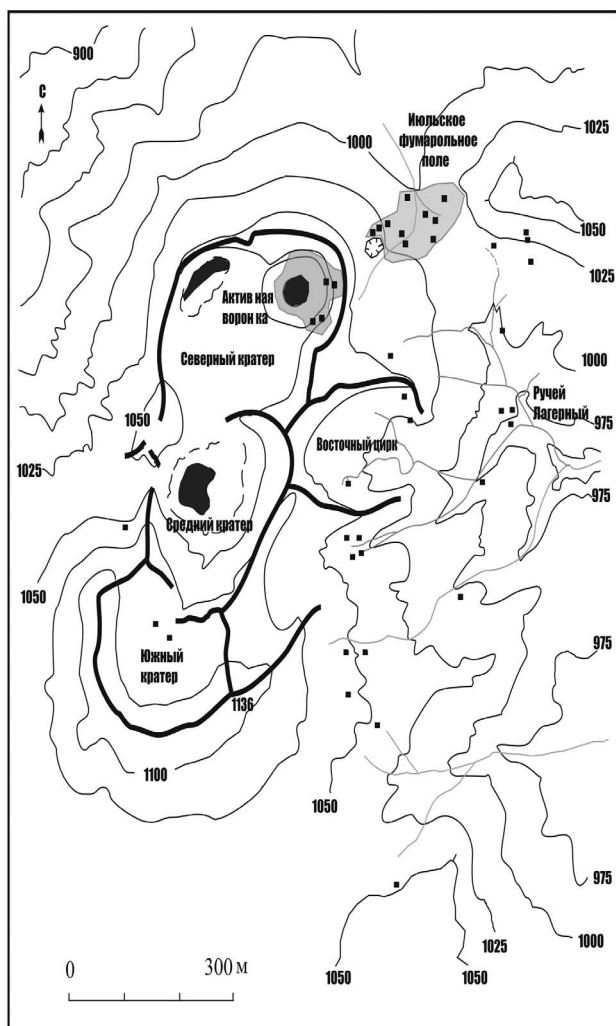 900
С
Июльское
фумарольное
поле
1000
1025
1050
1025
Актив ная
ворон ка
Северный кратер
1000
Ручей
Лагерный
975
1050
Восточный цирк
1025
975
Средний кратер
1050
975
Южный
кратер
1136
1100
1050
975
1000
1025
0
300 м
1050
1050